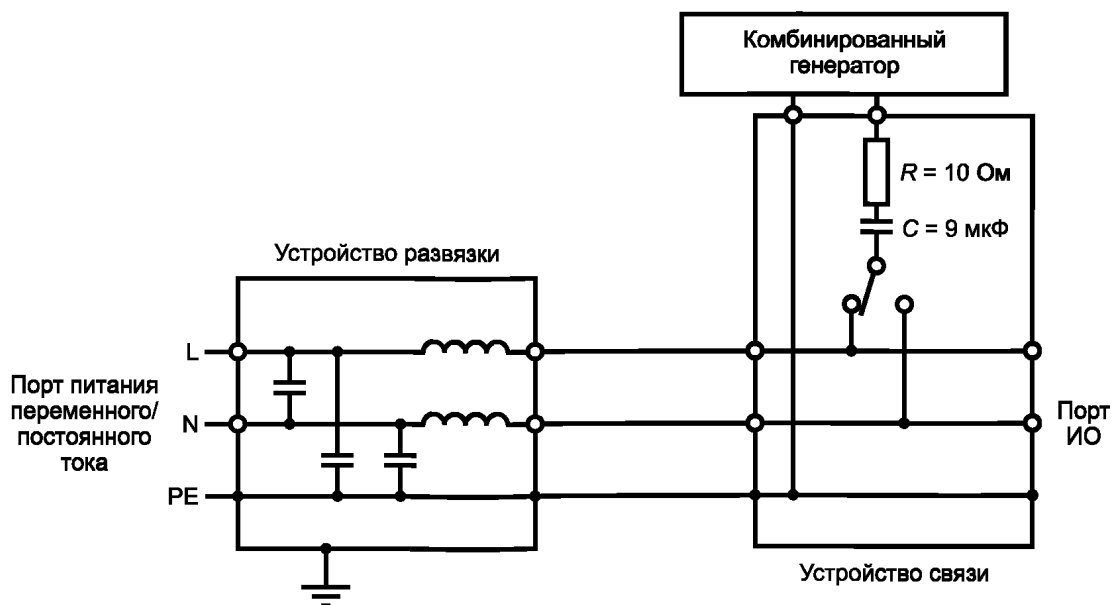 Комбинированный
генератор
R = 10 Ом
C = 9 мкФ
Устройство развязки
L
Порт питания
переменного/
постоянного
тока
N
PE
Порт
ИО
Устройство связи